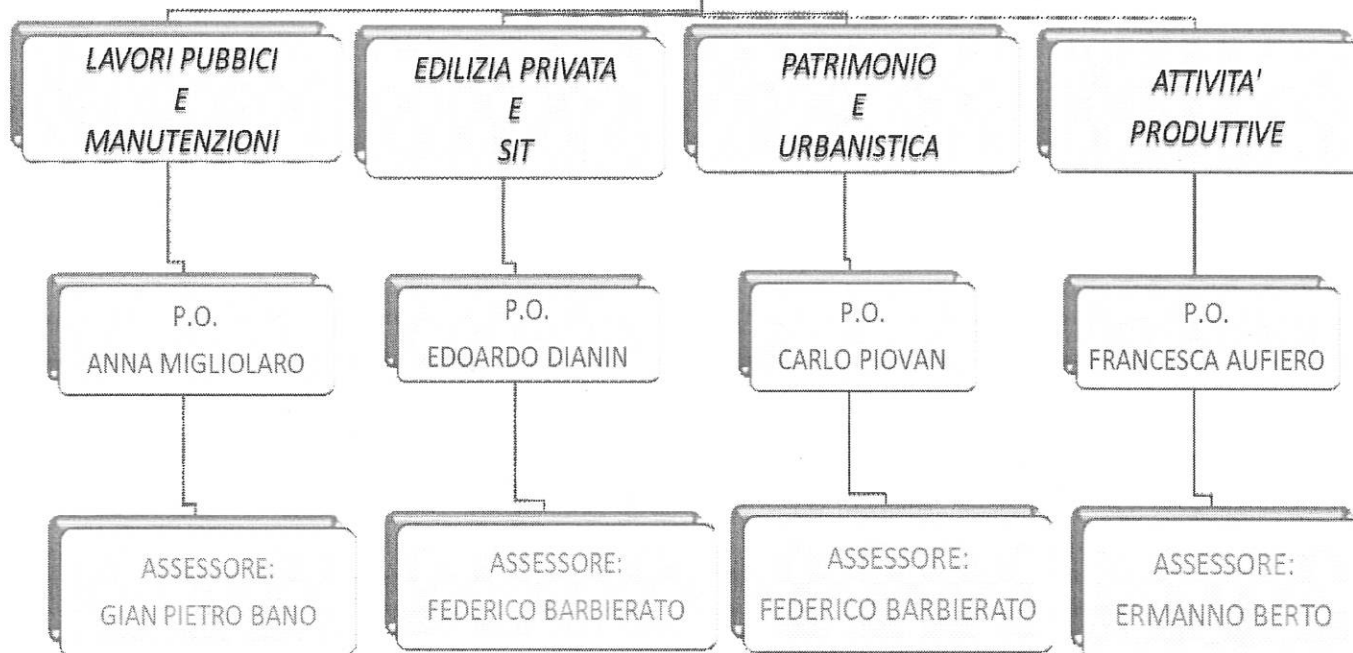 LAVORI PUBBICI
E
MANUTENZIONI
EDILIZIA PRIVATA
E
SIT
PATRIMONIO
E
URBANISTICA
ATTIVITA'
PRODUTTIVE
P.O.
ANNA MIGLIOLARO
P.O.
EDOARDO DIANIN
P.O.
CARLO PIOVAN
P.O.
FRANCESCA AUFIERO
ASSESSORE:
GIAN PIETRO BANO
ASSESSORE:
FEDERICO BARBIERATO
ASSESSORE:
FEDERICO BARBIERATO
ASSESSORE:
ERMANNO BERTO